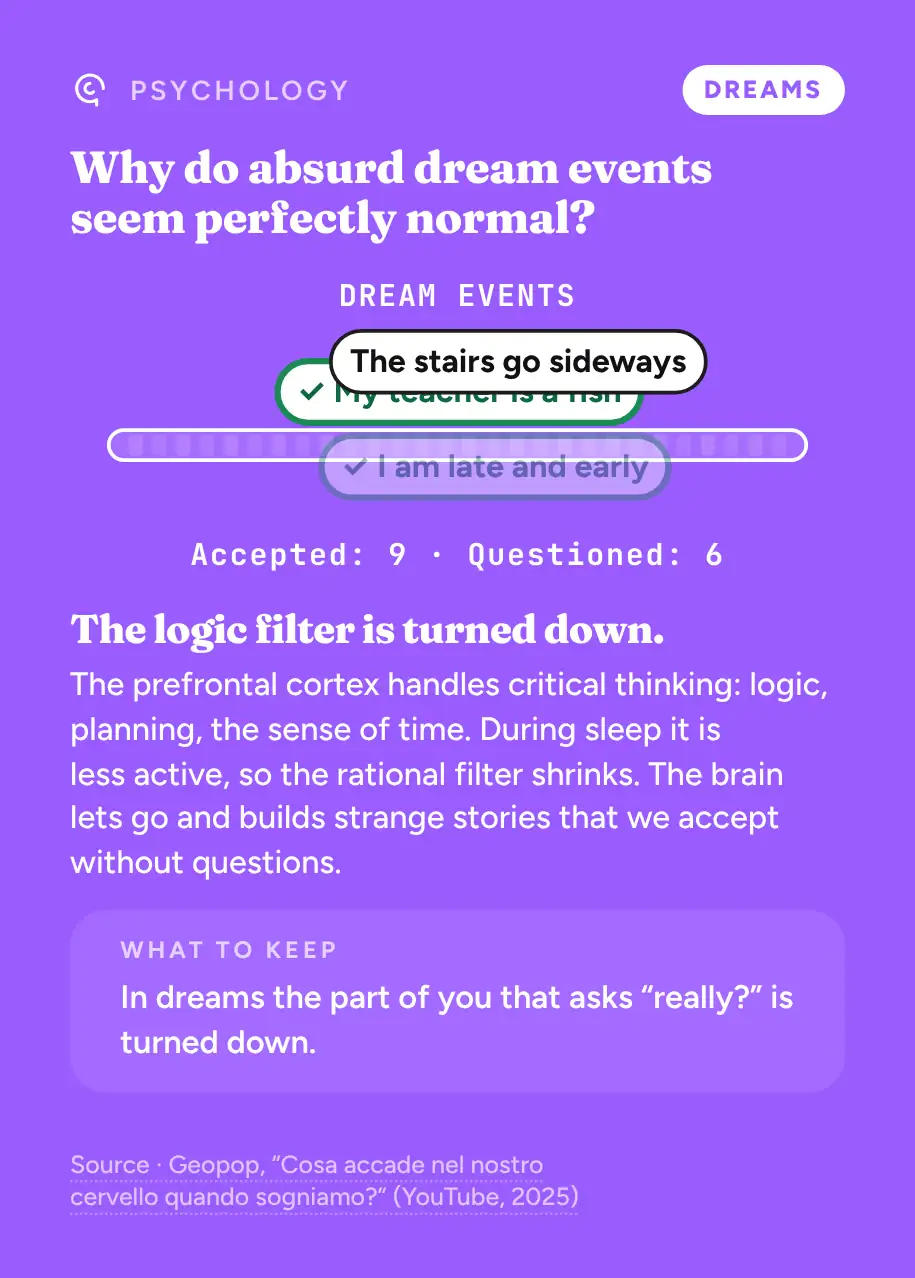 PSYCHOLOGY
DREAMS
Why do absurd dream events
seem perfectly normal?
DREAM EVENTS
The stairs go sideways
✓ My teacher is a fish
✓ I am late and early
Accepted: 9 · Questioned: 6
The logic filter is turned down.
The prefrontal cortex handles critical thinking: logic,
planning, the sense of time. During sleep it is
less active, so the rational filter shrinks. The brain
lets go and builds strange stories that we accept
without questions.
WHAT TO KEEP
In dreams the part of you that asks “really?” is
turned down.
Source · Geopop, “Cosa accade nel nostro
cervello quando sogniamo?” (YouTube, 2025)